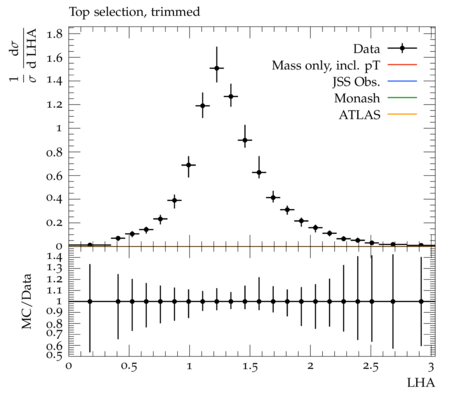 Top selection, trimmed
1/σ dσ/d LHA
1.8
1.6
1.4
1.2
1
0.8
0.6
0.4
0.2
0
Data
Mass only, incl. pT
JSS Obs.
Monash
ATLAS
MC/Data
1.4
1.3
1.2
1.1
1
0.9
0.8
0.7
0.6
0.5
0 0.5 1 1.5 2 2.5 3
LHA